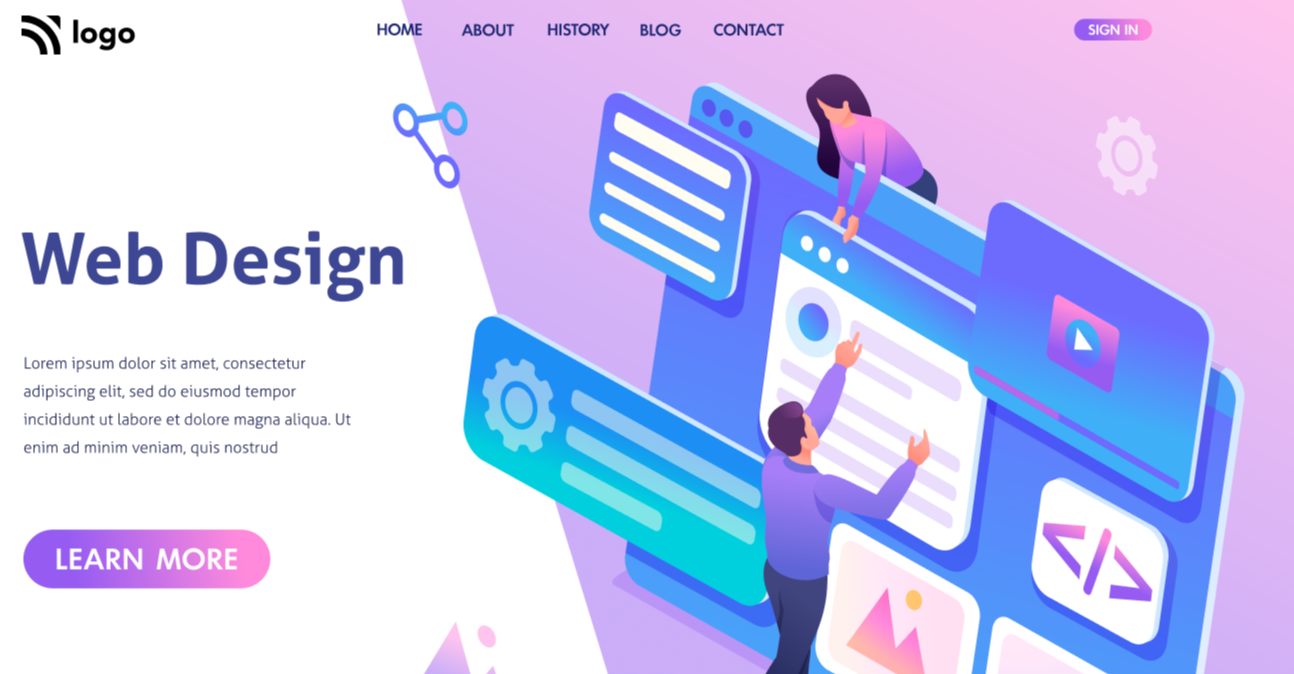 logo
HOME ABOUT HISTORY BLOG CONTACT SIGN IN
</>
Web Design
Lorem ipsum dolor sit amet, consectetur
adipiscing elit, sed do eiusmod tempor
incididunt ut labore et dolore magna aliqua. Ut
enim ad minim veniam, quis nostrud
LEARN MORE